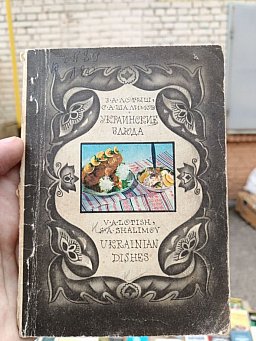 В·А·ЛОТЫШ·
С·А·ШАЛИМОВ
УКРАИНСКИЕ
БЛЮДА
V·A·LOTISH·
S·A·SHALIMOV
UKRAINIAN
DISHES